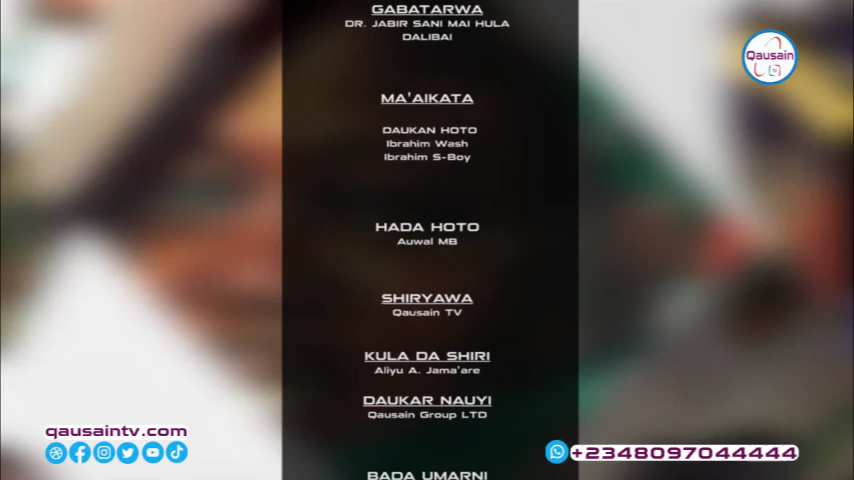 GABATARWA
DR. JABIR SANI MAI HULA
DALIBAI
Qausain
MA'AIKATA
DAUKAN HOTO
Ibrahim Wash
Ibrahim S-Boy
HADA HOTO
Auwal MB
SHIRYAWA
Qausain TV
KULA DA SHIRI
Aliyu A. Jama'are
DAUKAR NAUYI
Qausain Group LTD
qausaintv.com
+2348097044444
BADA UMARNI